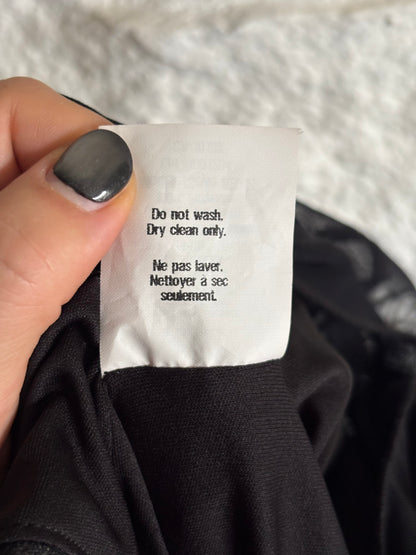 Do not wash.
Dry clean only.
Ne pas laver.
Nettoyer à sec
seulement.